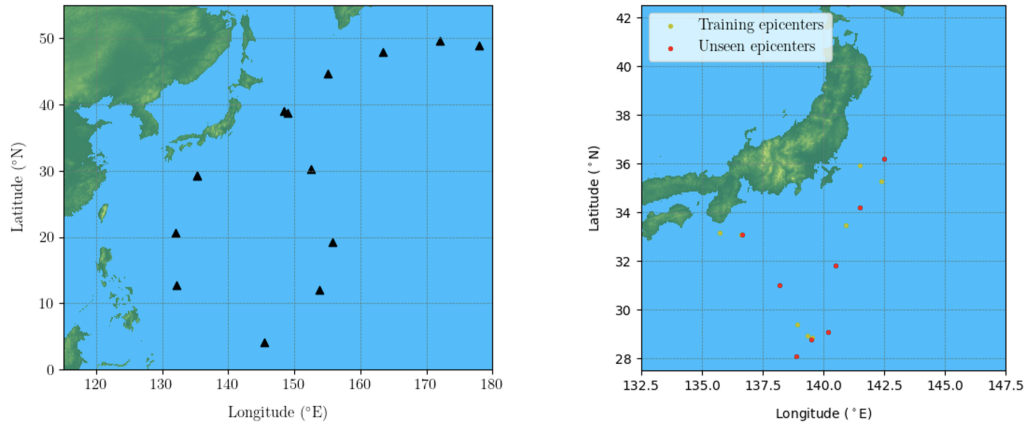 50
40
30
20
10
0
Latitude (°N)
120 130 140 150 160 170 180
Longitude (°E)
Training epicenters
Unseen epicenters
42
40
38
36
34
32
30
28
Latitude (°N)
132.5 135.0 137.5 140.0 142.5 145.0 147.5
Longitude (°E)